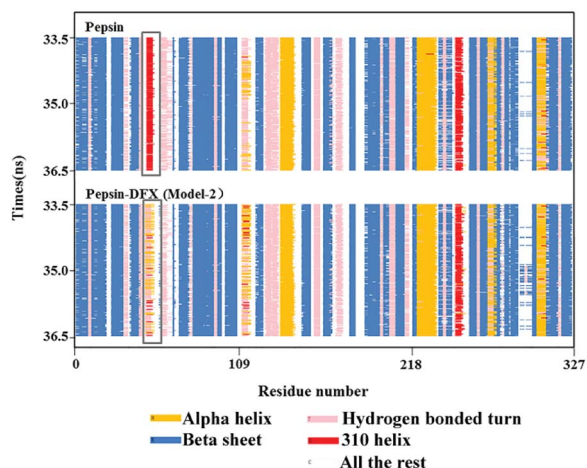 Pepsin
33.5
35.0
36.5
Pepsin-DFX (Model-2)
33.5
35.0
36.5
Times(ns)
0 109 218 327
Residue number
Alpha helix Hydrogen bonded turn
Beta sheet 310 helix
All the rest